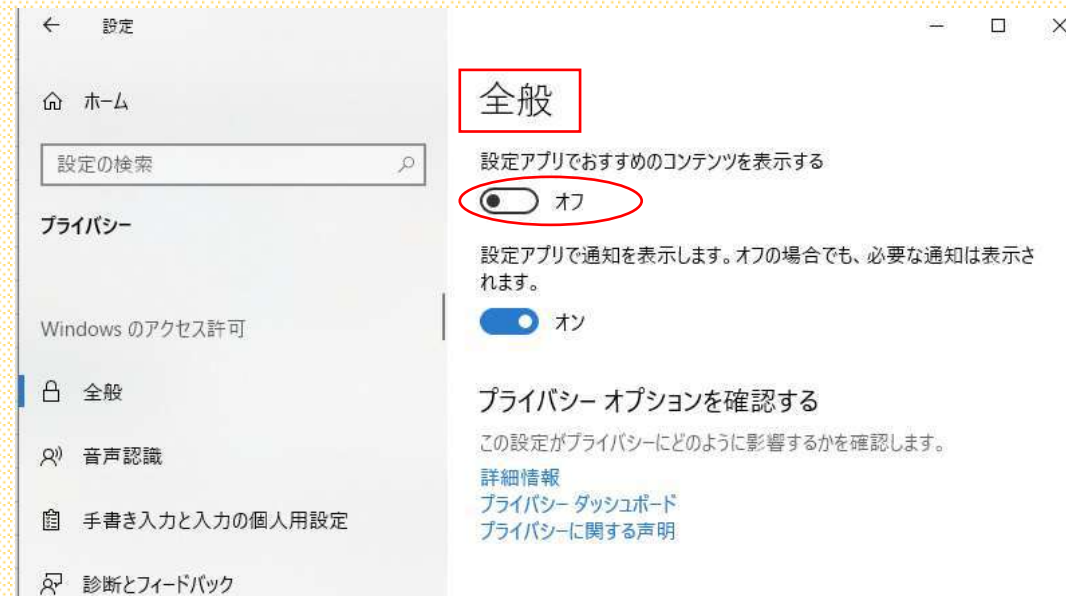 設定
ホーム
設定の検索
プライバシー
Windows のアクセス許可
全般
音声認識
手書き入力と入力の個人用設定
診断とフィードバック
全般
設定アプリでおすすめのコンテンツを表示する
オフ
設定アプリで通知を表示します。オフの場合でも、必要な通知は表示さ
れます。
オン
プライバシー オプションを確認する
この設定がプライバシーにどのように影響するかを確認します。
詳細情報
プライバシー ダッシュボード
プライバシーに関する声明